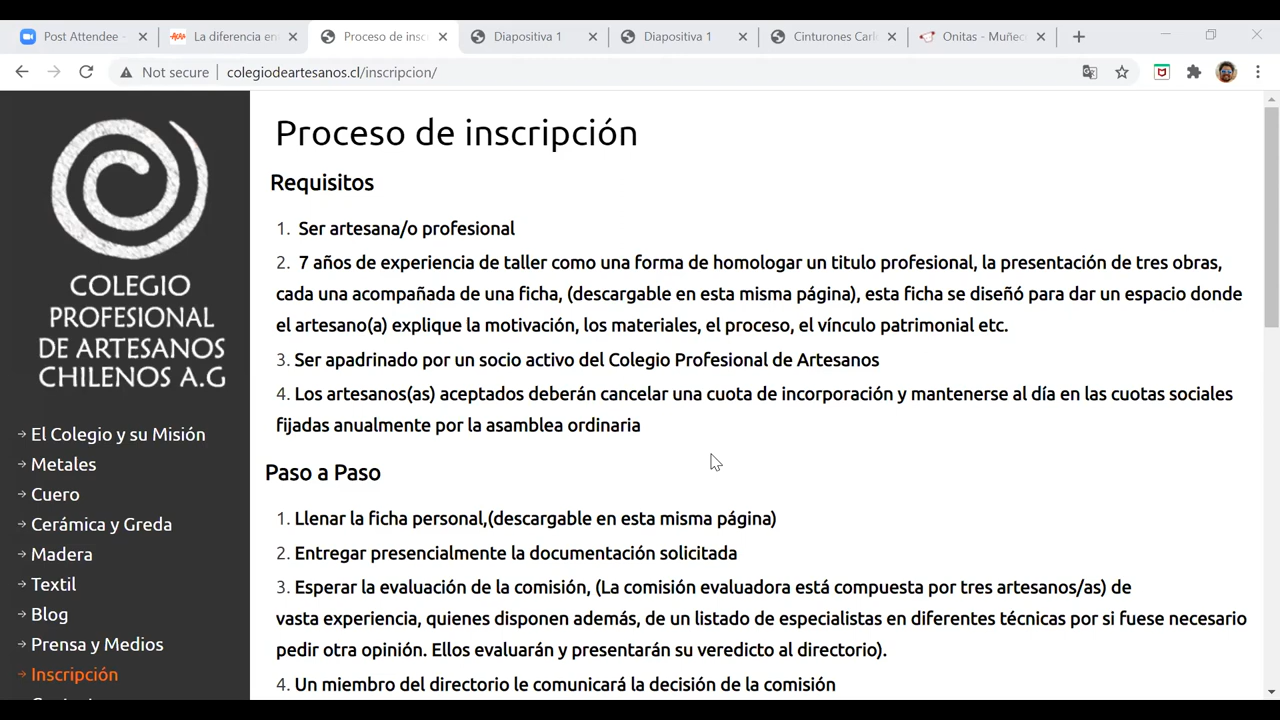 Post Attendee -
La diferencia en
Proceso de insc
Diapositiva 1
Diapositiva 1
Cinturones Carl
Onitas - Muñec
Not secure
colegiodeartesanos.cl/inscripcion/
COLEGIO
PROFESIONAL
DE ARTESANOS
CHILENOS A.G
El Colegio y su Misión
Metales
Cuero
Cerámica y Greda
Madera
Textil
Blog
Prensa y Medios
Inscripción
Proceso de inscripción
Requisitos
1. Ser artesana/o profesional
2. 7 años de experiencia de taller como una forma de homologar un titulo profesional, la presentación de tres obras,
cada una acompañada de una ficha, (descargable en esta misma página), esta ficha se diseñó para dar un espacio donde
el artesano(a) explique la motivación, los materiales, el proceso, el vínculo patrimonial etc.
3. Ser apadrinado por un socio activo del Colegio Profesional de Artesanos
4. Los artesanos(as) aceptados deberán cancelar una cuota de incorporación y mantenerse al día en las cuotas sociales
fijadas anualmente por la asamblea ordinaria
Paso a Paso
1. Llenar la ficha personal,(descargable en esta misma página)
2. Entregar presencialmente la documentación solicitada
3. Esperar la evaluación de la comisión, (La comisión evaluadora está compuesta por tres artesanos/as) de
vasta experiencia, quienes disponen además, de un listado de especialistas en diferentes técnicas por si fuese necesario
pedir otra opinión. Ellos evaluarán y presentarán su veredicto al directorio).
4. Un miembro del directorio le comunicará la decisión de la comisión